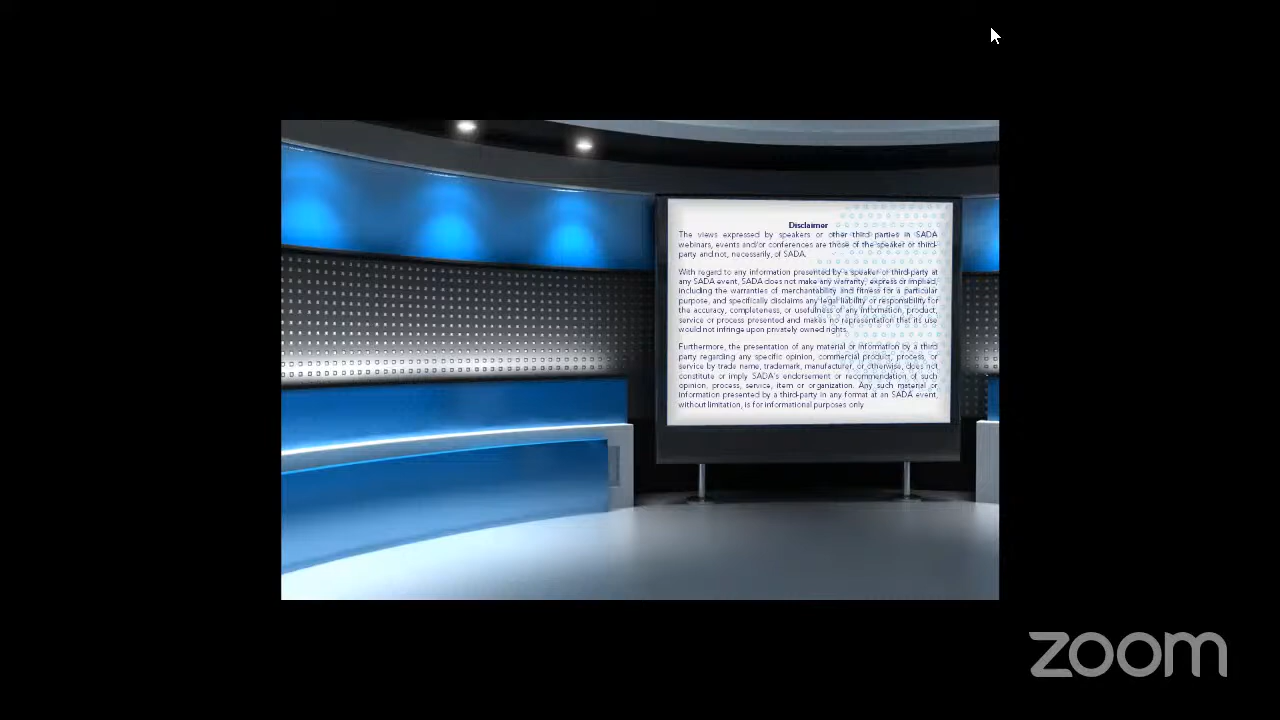 Disclaimer
The views expressed by speakers or other third parties in SADA
webinars, events and/or conferences are those of the speaker or third-
party and not, necessarily, of SADA.
With regard to any information presented by a speaker or third-party at
any SADA event, SADA does not make any warranty, express or implied,
including the warranties of merchantability and fitness for a particular
purpose, and specifically disclaims any legal liability or responsibility for
the accuracy, completeness, or usefulness of any information, product,
service or process presented and makes no representation that its use
would not infringe upon privately owned rights.
Furthermore, the presentation of any material or information by a third
party regarding any specific opinion, commercial product, process, or
service by trade name, trademark, manufacturer, or otherwise, does not
constitute or imply SADA's endorsement or recommendation of such
opinion, process, service, item or organization. Any such material or
information presented by a third-party in any format at an SADA event,
without limitation, is for informational purposes only
zoom